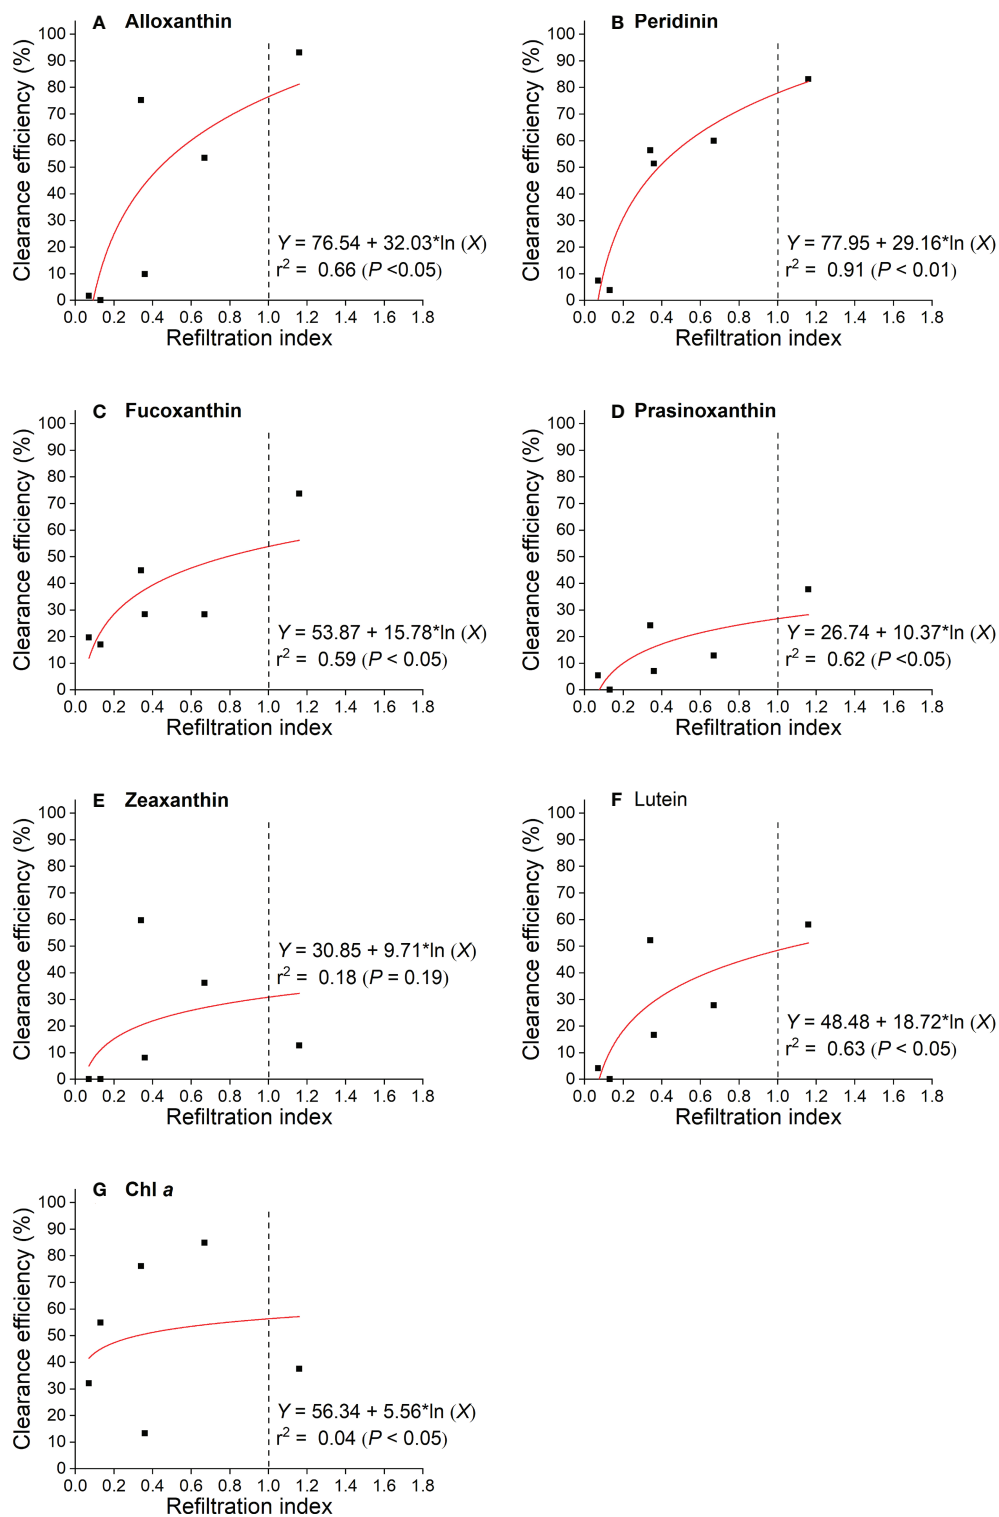 A Alloxanthin
Clearance efficiency (%)
100
90
80
70
60
50
40
30
20
10
0
Y = 76.54 + 32.03*ln (X)
r² = 0.66 (P <0.05)
0.0 0.2 0.4 0.6 0.8 1.0 1.2 1.4 1.6 1.8
Refiltration index
B Peridinin
Clearance efficiency (%)
100
90
80
70
60
50
40
30
20
10
0
Y = 77.95 + 29.16*ln (X)
r² = 0.91 (P < 0.01)
0.0 0.2 0.4 0.6 0.8 1.0 1.2 1.4 1.6 1.8
Refiltration index
C Fucoxanthin
Clearance efficiency (%)
100
90
80
70
60
50
40
30
20
10
0
Y = 53.87 + 15.78*ln (X)
r² = 0.59 (P < 0.05)
0.0 0.2 0.4 0.6 0.8 1.0 1.2 1.4 1.6 1.8
Refiltration index
D Prasinoxanthin
Clearance efficiency (%)
100
90
80
70
60
50
40
30
20
10
0
Y = 26.74 + 10.37*ln (X)
r² = 0.62 (P <0.05)
0.0 0.2 0.4 0.6 0.8 1.0 1.2 1.4 1.6 1.8
Refiltration index
E Zeaxanthin
Clearance efficiency (%)
100
90
80
70
60
50
40
30
20
10
0
Y = 30.85 + 9.71*ln (X)
r² = 0.18 (P = 0.19)
0.0 0.2 0.4 0.6 0.8 1.0 1.2 1.4 1.6 1.8
Refiltration index
F Lutein
Clearance efficiency (%)
100
90
80
70
60
50
40
30
20
10
0
Y = 48.48 + 18.72*ln (X)
r² = 0.63 (P < 0.05)
0.0 0.2 0.4 0.6 0.8 1.0 1.2 1.4 1.6 1.8
Refiltration index
G Chl a
Clearance efficiency (%)
100
90
80
70
60
50
40
30
20
10
0
Y = 56.34 + 5.56*ln (X)
r² = 0.04 (P < 0.05)
0.0 0.2 0.4 0.6 0.8 1.0 1.2 1.4 1.6 1.8
Refiltration index